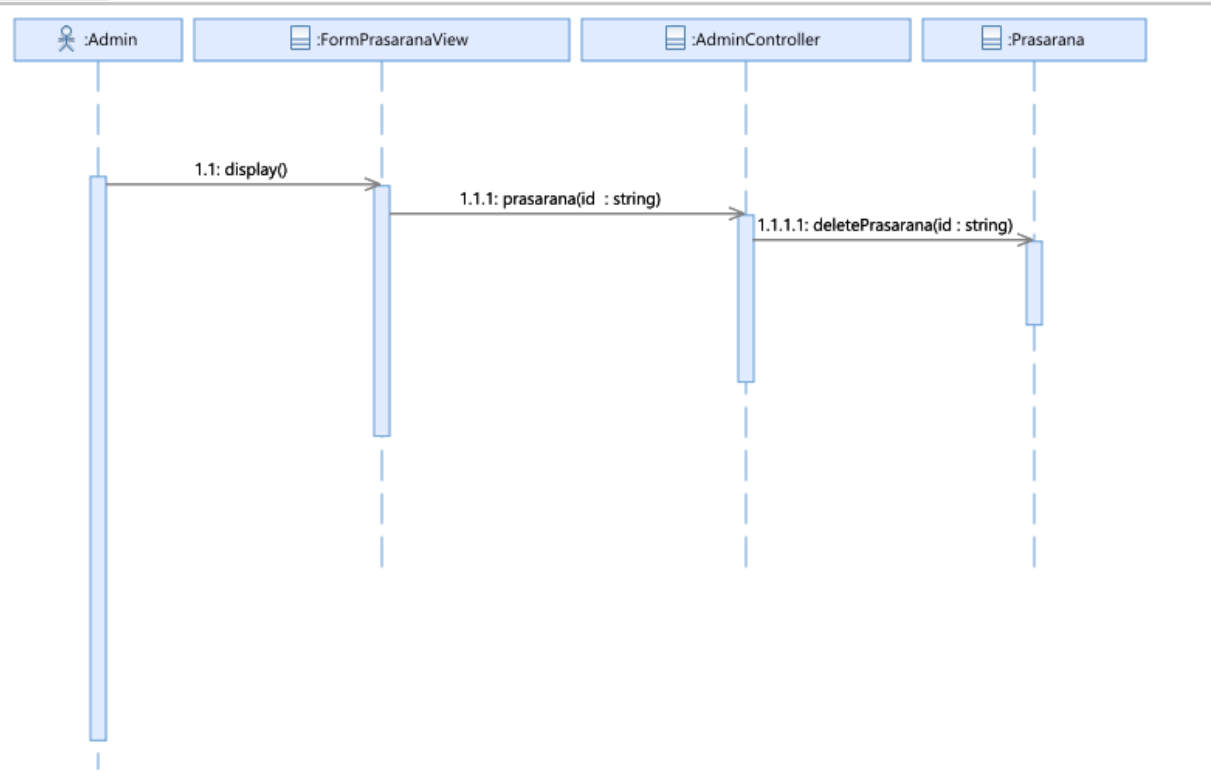 :Admin
:FormPrasaranaView
:AdminController
:Prasarana
1.1: display()
1.1.1: prasarana(id : string)
1.1.1.1: deletePrasarana(id : string)